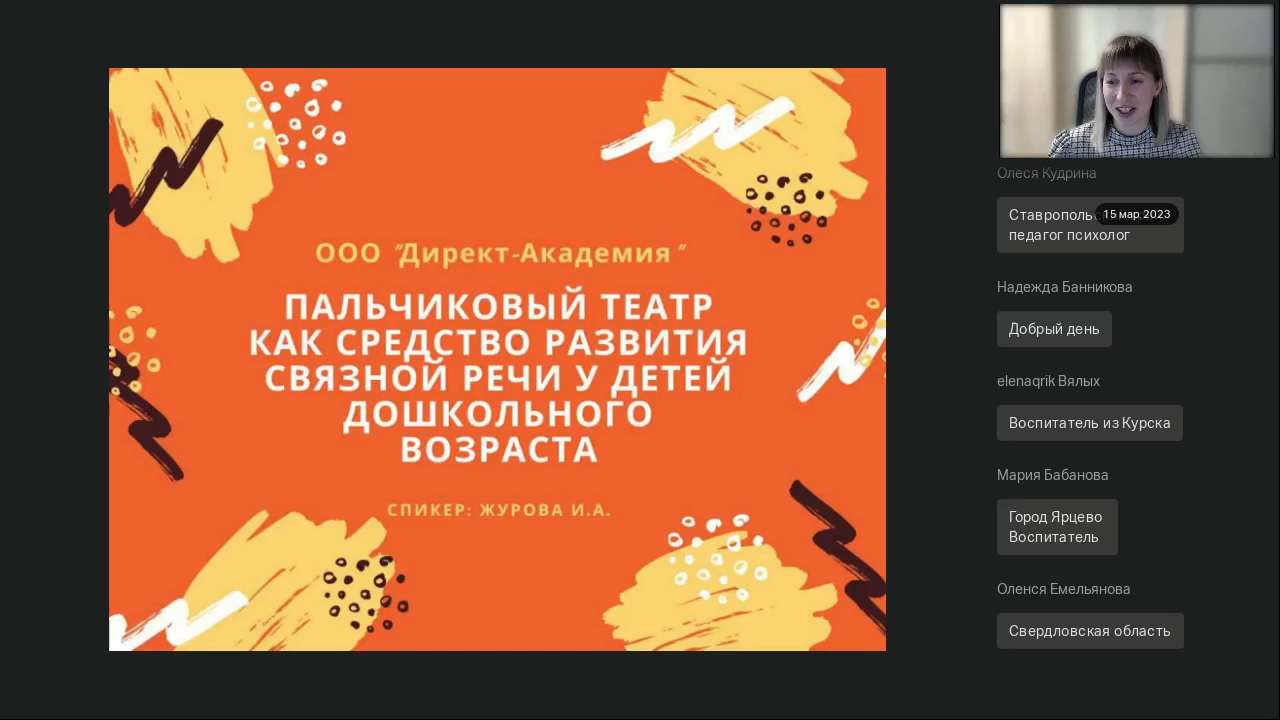 ООО "Директ-Академия"
ПАЛЬЧИКОВЫЙ ТЕАТР
КАК СРЕДСТВО РАЗВИТИЯ
СВЯЗНОЙ РЕЧИ У ДЕТЕЙ
ДОШКОЛЬНОГО
ВОЗРАСТА
СПИКЕР: ЖУРОВА И.А.
Олеся Кудрина
15 мар. 2023
педагог психолог
Надежда Банникова
Добрый день
elenaqrik Вялых
Воспитатель из Курска
Мария Бабанова
Город Ярцево
Воспитатель
Оленся Емельянова
Свердловская область